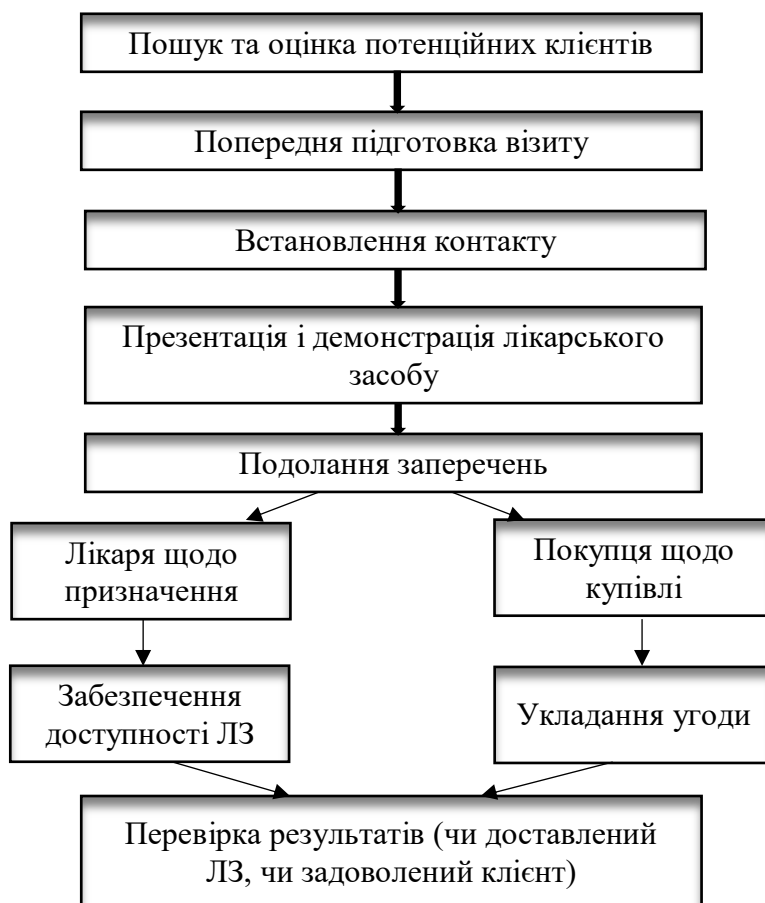 Пошук та оцінка потенційних клієнтів
Попередня підготовка візиту
Встановлення контакту
Презентація і демонстрація лікарського
засобу
Подолання заперечень
Лікаря щодо
призначення
Покупця щодо
купівлі
Забезпечення
доступності ЛЗ
Укладання угоди
Перевірка результатів (чи доставлений
ЛЗ, чи задоволений клієнт)